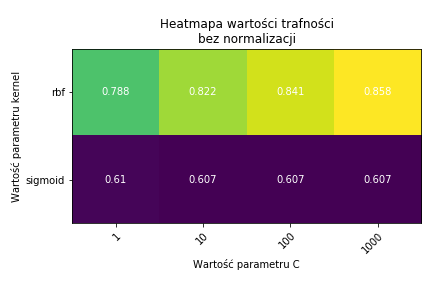 Heatmapa wartości trafności
bez normalizacji
Wartość parametru kernel
rbf
0.788 0.822 0.841 0.858
sigmoid
0.61 0.607 0.607 0.607
1 10 100 1000
Wartość parametru C